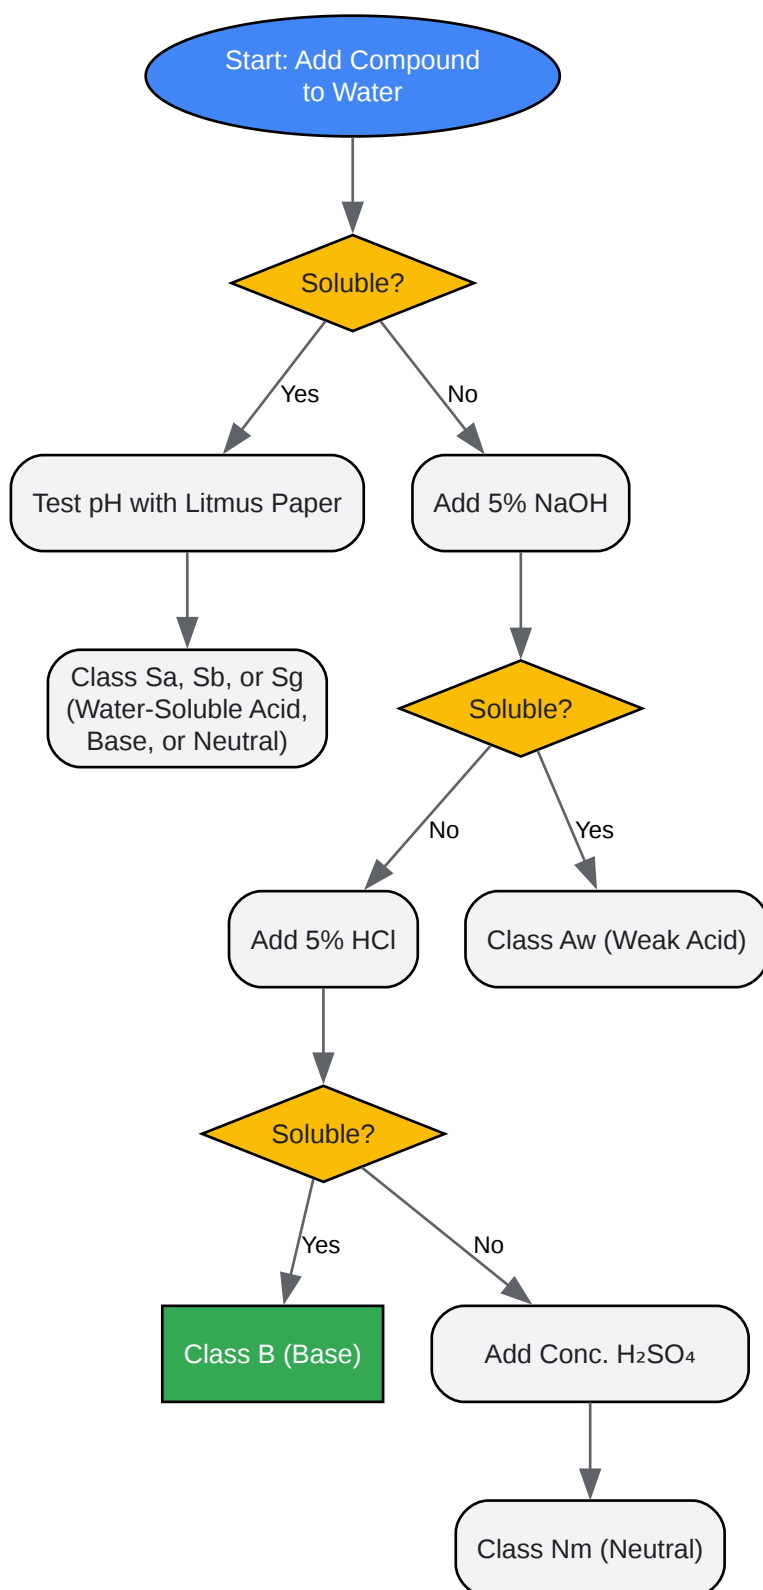 Start: Add Compound
to Water
Soluble?
Yes
No
Test pH with Litmus Paper
Add 5% NaOH
Class Sa, Sb, or Sg
(Water-Soluble Acid,
Base, or Neutral)
Soluble?
No
Yes
Add 5% HCl
Class Aw (Weak Acid)
Soluble?
Yes
No
Class B (Base)
Add Conc. H₂SO₄
Class Nm (Neutral)